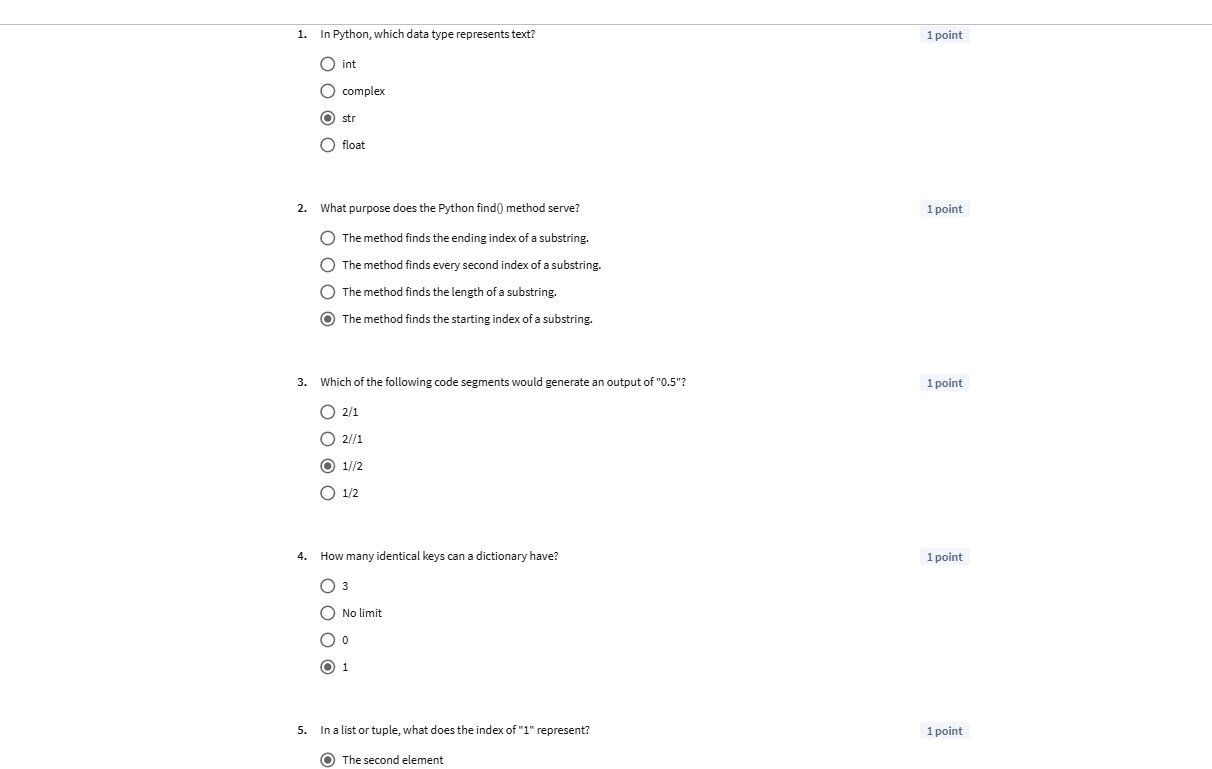 1. In Python, which data type represents text? 1 point
int
complex
str
float
2. What purpose does the Python find() method serve? 1 point
The method finds the ending index of a substring.
The method finds every second index of a substring.
The method finds the length of a substring.
The method finds the starting index of a substring.
3. Which of the following code segments would generate an output of "0.5"? 1 point
2/1
2//1
1//2
1/2
4. How many identical keys can a dictionary have? 1 point
3
No limit
0
1
5. In a list or tuple, what does the index of "1" represent? 1 point
The second element